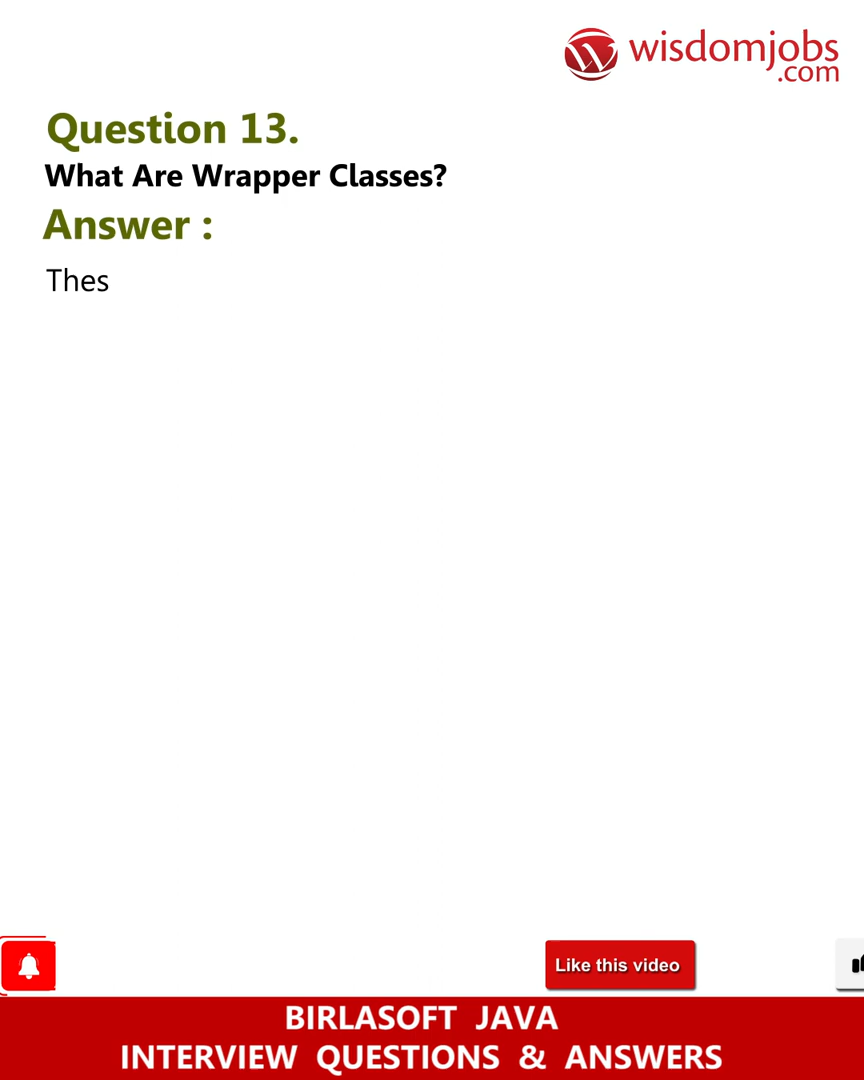 wisdomjobs
.com
Question 13.
What Are Wrapper Classes?
Answer :
Thes
Like this video
BIRLASOFT JAVA
INTERVIEW QUESTIONS & ANSWERS